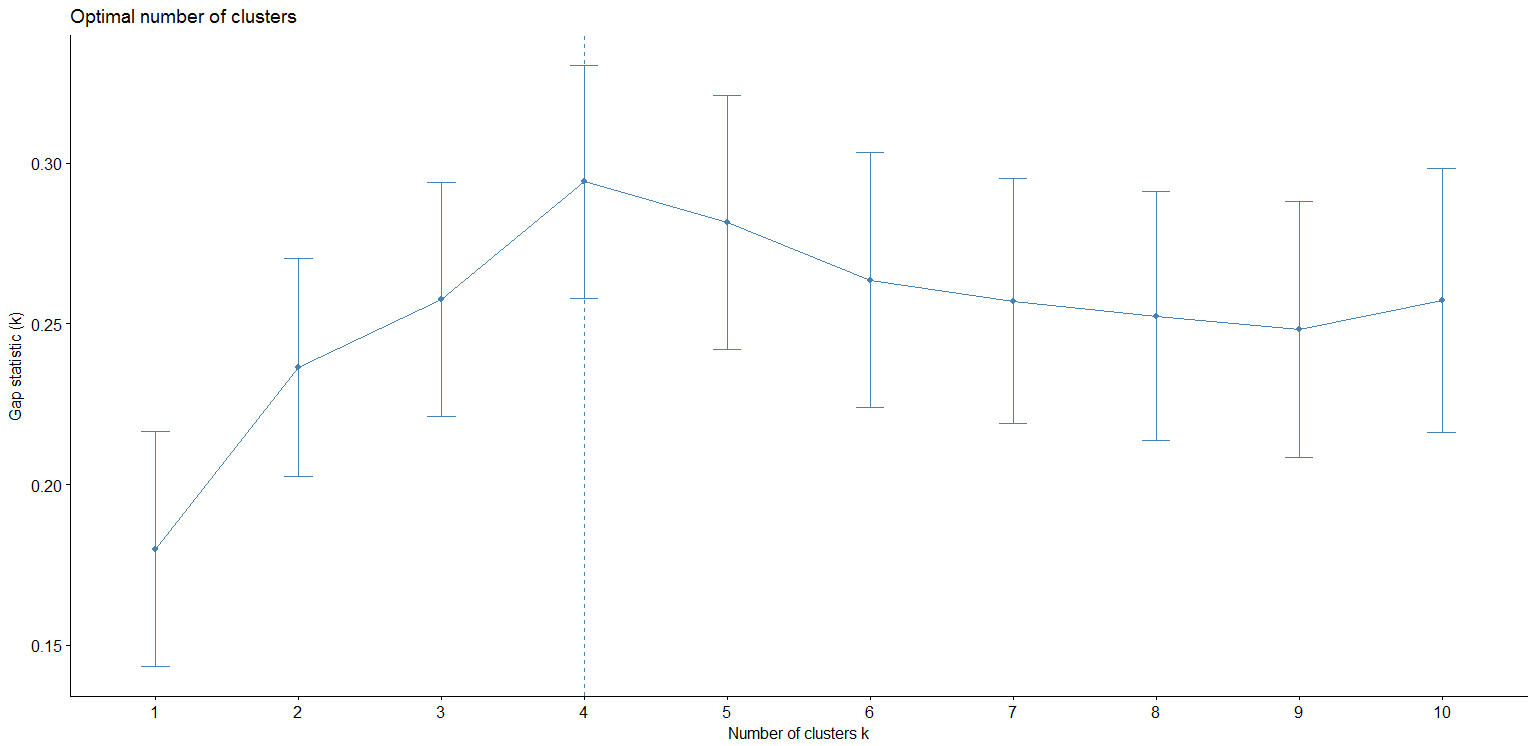 Optimal number of clusters
Gap statistic (k)
0.30
0.25
0.20
0.15
1 2 3 4 5 6 7 8 9 10
Number of clusters k